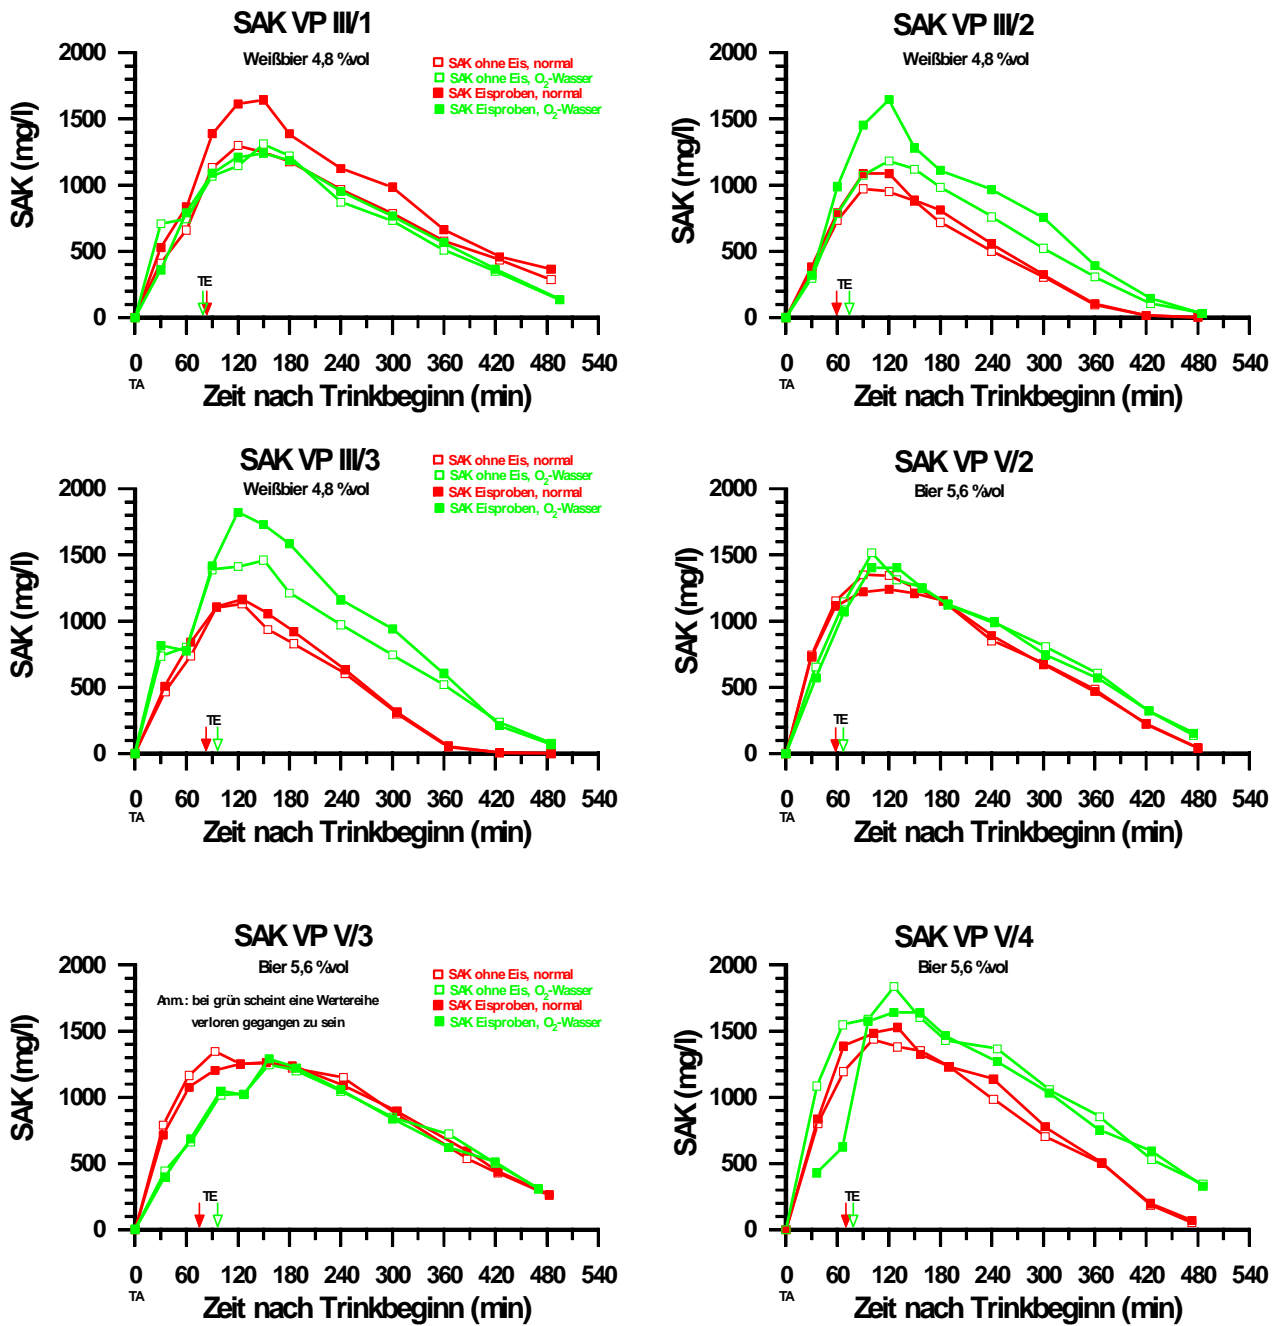 SAK VP III/1
Weißbier 4,8 %vol
SAK ohne Eis, normal
SAK ohne Eis, O₂-Wasser
SAK Eisproben, normal
SAK Eisproben, O₂-Wasser
SAK (mg/l)
2000
1500
1000
500
0
TE
0 60 120 180 240 300 360 420 480 540
TA
Zeit nach Trinkbeginn (min)
SAK VP III/2
Weißbier 4,8 %vol
SAK (mg/l)
2000
1500
1000
500
0
TE
0 60 120 180 240 300 360 420 480 540
TA
Zeit nach Trinkbeginn (min)
SAK VP III/3
Weißbier 4,8 %vol
SAK ohne Eis, normal
SAK ohne Eis, O₂-Wasser
SAK Eisproben, normal
SAK Eisproben, O₂-Wasser
SAK (mg/l)
2000
1500
1000
500
0
TE
0 60 120 180 240 300 360 420 480 540
TA
Zeit nach Trinkbeginn (min)
SAK VP V/2
Bier 5,6 %vol
SAK (mg/l)
2000
1500
1000
500
0
TE
0 60 120 180 240 300 360 420 480 540
TA
Zeit nach Trinkbeginn (min)
SAK VP V/3
Bier 5,6 %vol
Anm.: bei grün scheint eine Wertereihe
verloren gegangen zu sein
SAK ohne Eis, normal
SAK ohne Eis, O₂-Wasser
SAK Eisproben, normal
SAK Eisproben, O₂-Wasser
SAK (mg/l)
2000
1500
1000
500
0
TE
0 60 120 180 240 300 360 420 480 540
TA
Zeit nach Trinkbeginn (min)
SAK VP V/4
Bier 5,6 %vol
SAK (mg/l)
2000
1500
1000
500
0
TE
0 60 120 180 240 300 360 420 480 540
TA
Zeit nach Trinkbeginn (min)